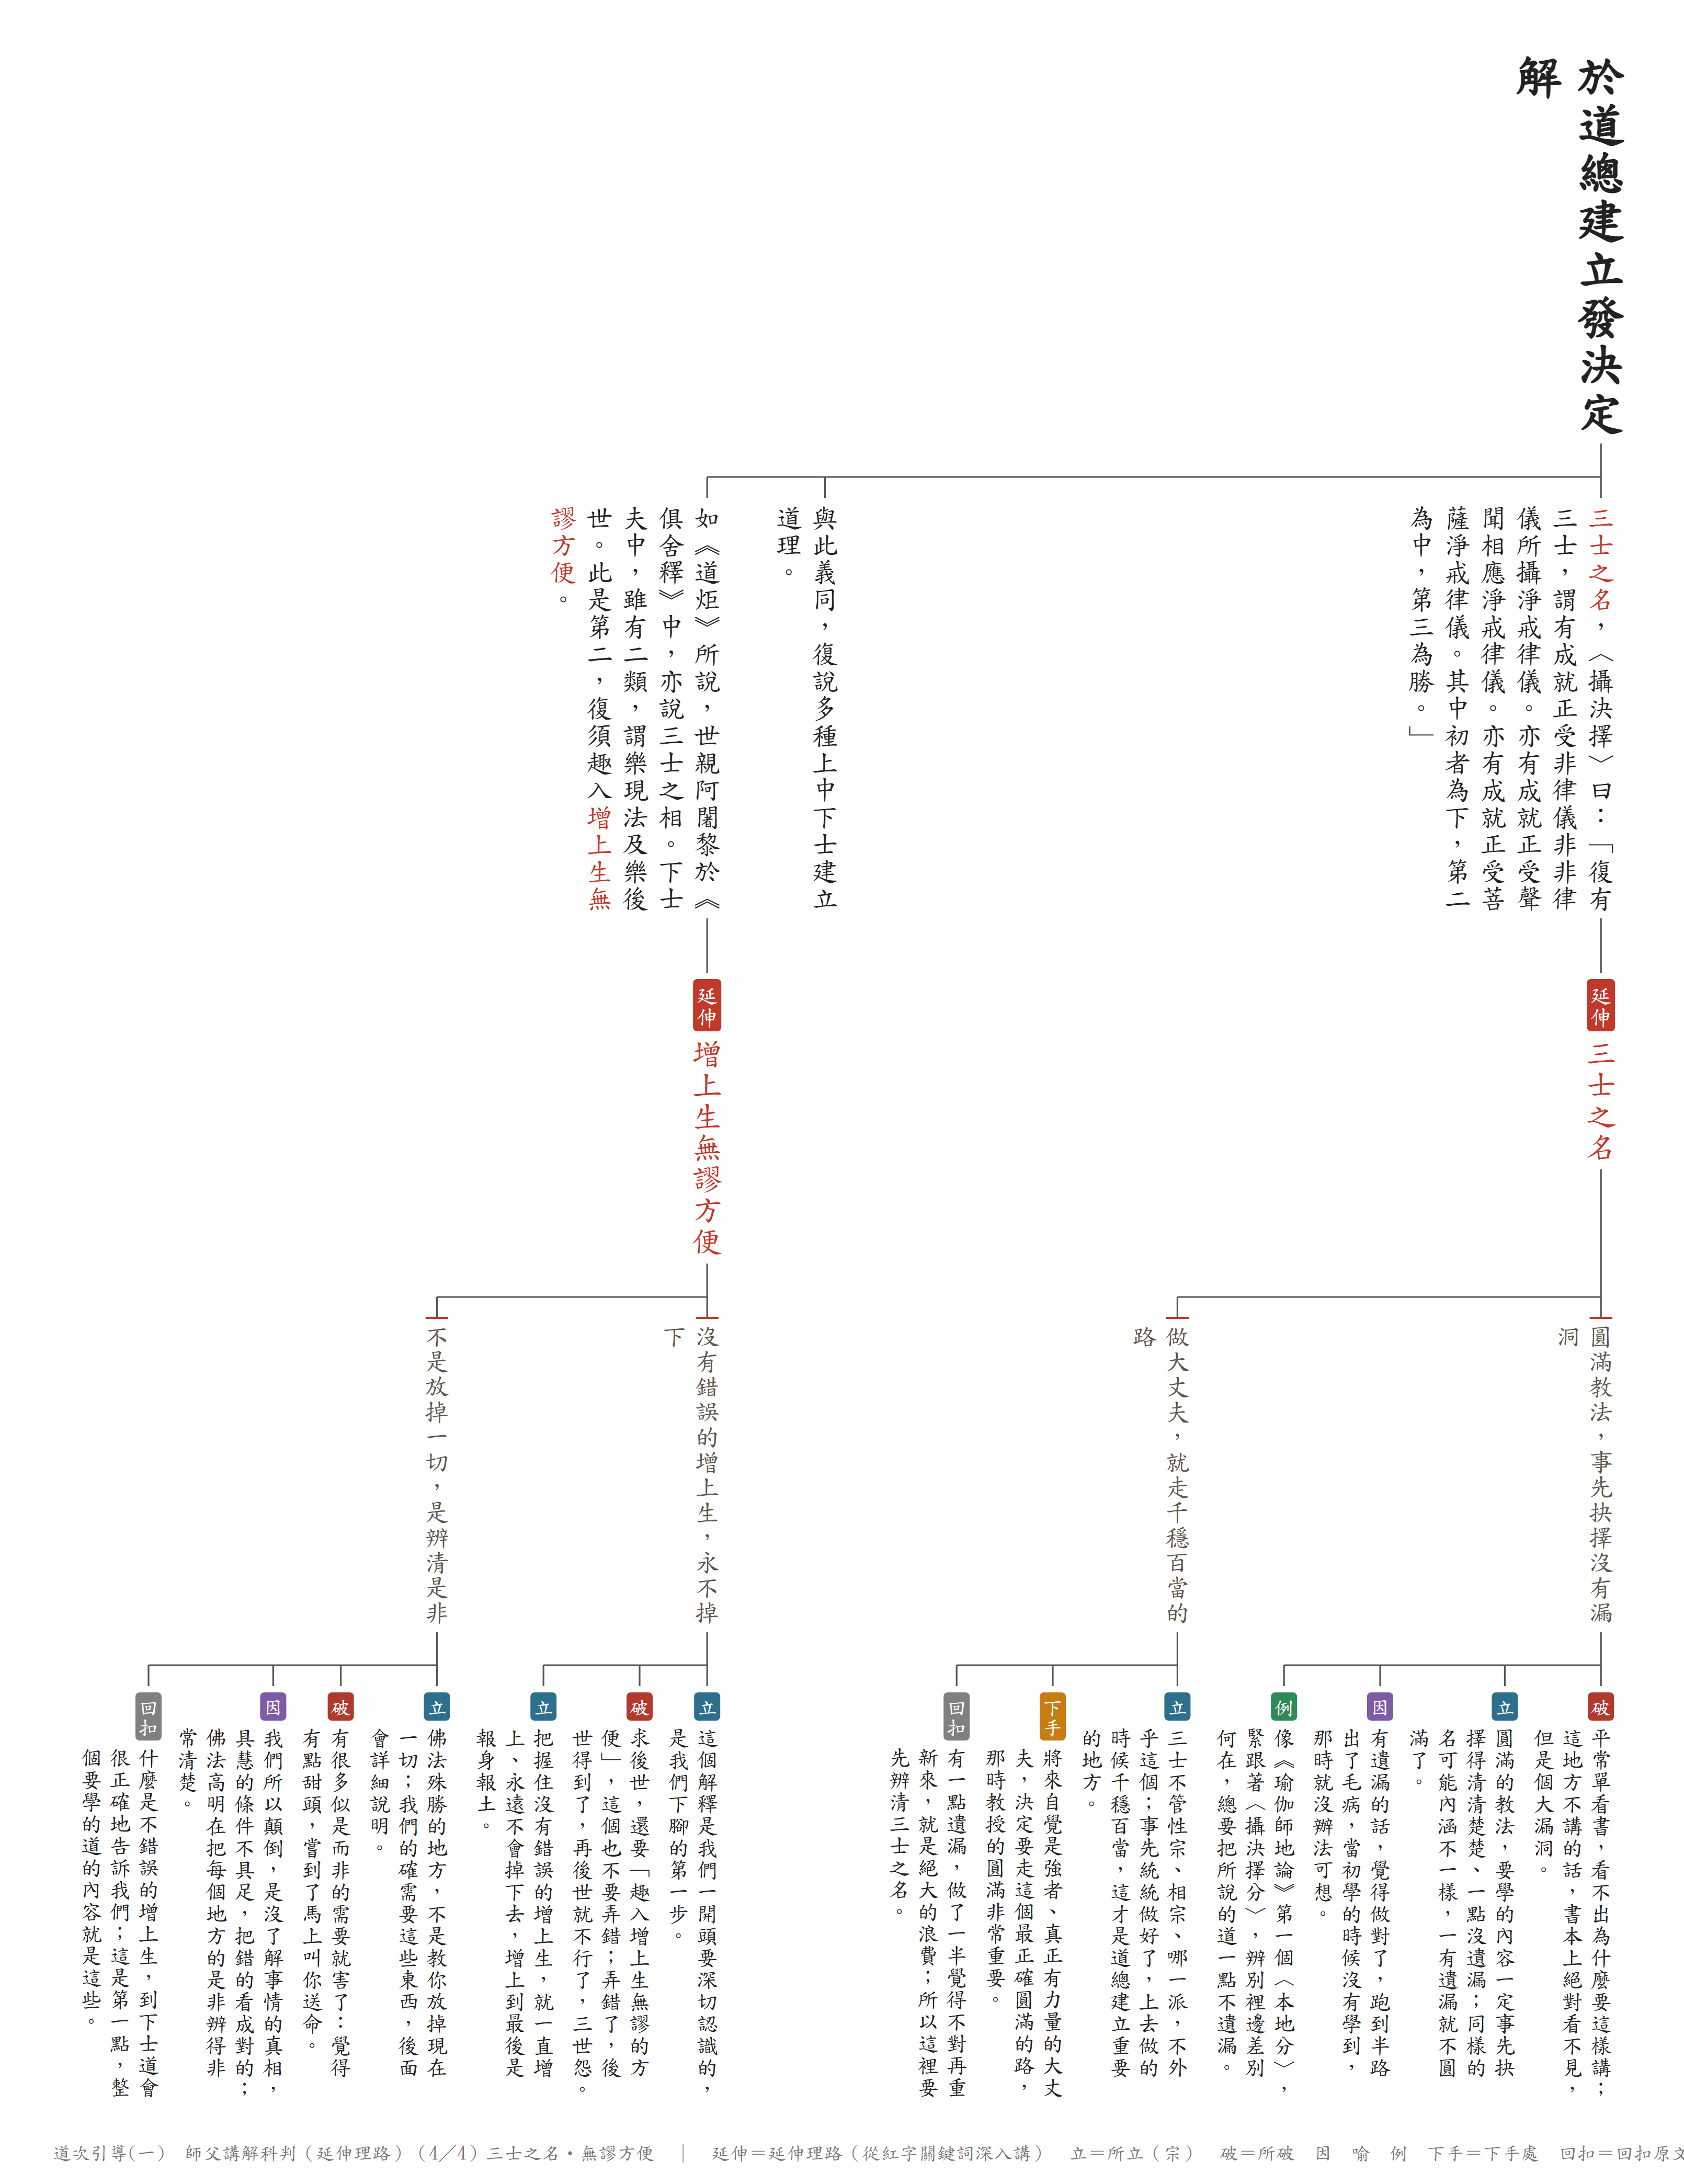 於道總建立發決定
解
三士之名，〈攝決擇〉曰：「復有
三士，謂有成就正受非律儀非非律
儀所攝淨戒律儀。亦有成就正受聲
聞相應淨戒律儀。亦有成就正受菩
薩淨戒律儀。其中初者為下，第二
為中，第三為勝。」
與此義同，復說多種上中下士建立
道理。
如《道炬》所說，世親阿闍黎於《
俱舍釋》中，亦說三士之相。下士
夫中，雖有二類，謂樂現法及樂後
世。此是第二，復須趣入增上生無
謬方便。
延伸
三士之名
延伸
增上生無謬方便
圓滿教法，事先抉擇沒有漏
洞
做大丈夫，就走千穩百當的
路
沒有錯誤的增上生，永不掉
下
不是放掉一切，是辨清是非
破
平常單看書，看不出為什麼要這樣講；
這地方不講的話，書本上絕對看不見，
但是個大漏洞。
立
圓滿的教法，要學的內容一定事先抉
擇得清清楚楚、一點沒遺漏；同樣的
名可能內涵不一樣，一有遺漏就不圓
滿了。
因
有遺漏的話，覺得做對了，跑到半路
出了毛病，當初學的時候沒有學到，
那時就沒辦法可想。
例
像《瑜伽師地論》第一個〈本地分〉，
緊跟著〈攝決擇分〉，辨別裡邊差別
何在，總要把所說的道一點不遺漏。
立
三士不管性宗、相宗、哪一派，不外
乎這個；事先統統做好了，上去做的
時候千穩百當，這才是道總建立重要
的地方。
下手
將來自覺是強者、真正有力量的大丈
夫，決定要走這個最正確圓滿的路，
那時教授的圓滿非常重要。
回扣
有一點遺漏，做了一半覺得不對再重
新來，就是絕大的浪費；所以這裡要
先辨清三士之名。
立
這個解釋是我們一開頭要深切認識的，
是我們下腳的第一步。
破
求後世，還要「趣入增上生無謬的方
便」，這個也不要弄錯；弄錯了，後
世得到了，再後世就不行了，三世怨。
立
把握住沒有錯誤的增上生，就一直增
上、永遠不會掉下去，增上到最後是
報身報土。
立
佛法殊勝的地方，不是教你放掉現在
一切；我們的確需要這些東西，後面
會詳細說明。
破
有很多似是而非的需要就害了：覺得
有點甜頭，嘗到了馬上叫你送命。
因
我們所以顛倒，是沒了解事情的真相，
具慧的條件不具足，把錯的看成對的；
佛法高明在把每個地方的是非辨得非
常清楚。
回扣
什麼是不錯誤的增上生，到下士道會
很正確地告訴我們；這是第一點，整
個要學的道的內容就是這些。
道次引導(一)　師父講解科判（延伸理路）（4／4）三士之名・無謬方便　｜　延伸＝延伸理路（從紅字關鍵詞深入講）　立＝所立（宗）　破＝所破　因　喻　例　下手＝下手處　回扣＝回扣原文